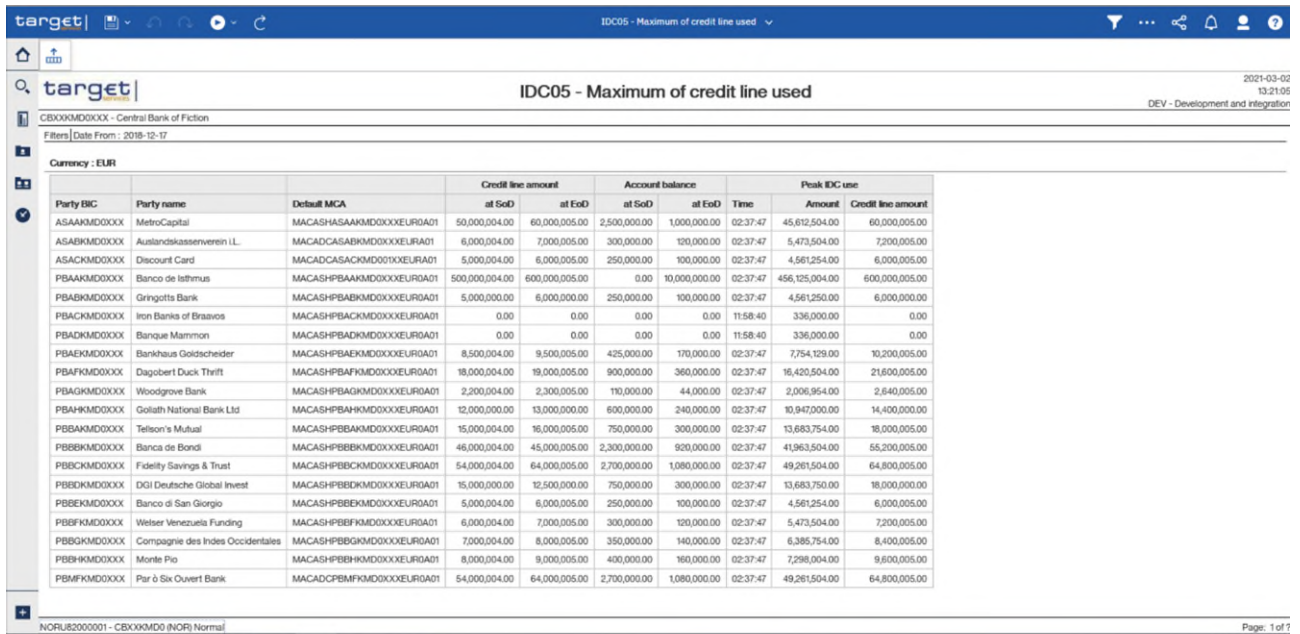 target| IDC05 - Maximum of credit line used
target| services IDC05 - Maximum of credit line used
2021-03-02
13:21:05
DEV - Development and integration
CBXXKMD0XXX - Central Bank of Fiction
Filters Date From : 2018-12-17
Currency : EUR
Credit line amount Account balance Peak IDC use
Party BIC Party name Default MCA at SoD at EoD at SoD at EoD Time Amount Credit line amount
ASAAKMD0XXX MetroCapital MACASHASAAKMD0XXXEUR0A01 50,000,004.00 60,000,005.00 2,500,000.00 1,000,000.00 02:37:47 45,612,504.00 60,000,005.00
ASABKMD0XXX Auslandskassenverein i.L. MACADCASABKMD0XXXEURA01 6,000,004.00 7,000,005.00 300,000.00 120,000.00 02:37:47 5,473,504.00 7,200,005.00
ASACKMD0XXX Discount Card MACADCASACKMD001XXEURA01 5,000,004.00 6,000,005.00 250,000.00 100,000.00 02:37:47 4,561,254.00 6,000,005.00
PBAAKMD0XXX Banco de Isthmus MACASHPBAAKMD0XXXEUR0A01 500,000,004.00 600,000,005.00 0.00 10,000,000.00 02:37:47 456,125,004.00 600,000,005.00
PBABKMD0XXX Gringotts Bank MACASHPBABKMD0XXXEUR0A01 5,000,000.00 6,000,000.00 250,000.00 100,000.00 02:37:47 4,561,250.00 6,000,000.00
PBACKMD0XXX Iron Banks of Braavos MACASHPBACKMD0XXXEUR0A01 0.00 0.00 0.00 0.00 11:58:40 336,000.00 0.00
PBADKMD0XXX Banque Mammon MACASHPBADKMD0XXXEUR0A01 0.00 0.00 0.00 0.00 11:58:40 336,000.00 0.00
PBAEKMD0XXX Bankhaus Goldscheider MACASHPBAEKMD0XXXEUR0A01 8,500,004.00 9,500,005.00 425,000.00 170,000.00 02:37:47 7,754,129.00 10,200,005.00
PBAFKMD0XXX Dagobert Duck Thrift MACASHPBAFKMD0XXXEUR0A01 18,000,004.00 19,000,005.00 900,000.00 360,000.00 02:37:47 16,420,504.00 21,600,005.00
PBAGKMD0XXX Woodgrove Bank MACASHPBAGKMD0XXXEUR0A01 2,200,004.00 2,300,005.00 110,000.00 44,000.00 02:37:47 2,006,954.00 2,640,005.00
PBAHKMD0XXX Goliath National Bank Ltd MACASHPBAHKMD0XXXEUR0A01 12,000,000.00 13,000,000.00 600,000.00 240,000.00 02:37:47 10,947,000.00 14,400,000.00
PBBAKMD0XXX Tellson's Mutual MACASHPBBAKMD0XXXEUR0A01 15,000,004.00 16,000,005.00 750,000.00 300,000.00 02:37:47 13,683,754.00 18,000,005.00
PBBBKMD0XXX Banca de Bondi MACASHPBBBKMD0XXXEUR0A01 46,000,004.00 45,000,005.00 2,300,000.00 920,000.00 02:37:47 41,963,504.00 55,200,005.00
PBBCKMD0XXX Fidelity Savings & Trust MACASHPBBCKMD0XXXEUR0A01 54,000,004.00 64,000,005.00 2,700,000.00 1,080,000.00 02:37:47 49,261,504.00 64,800,005.00
PBBDKMD0XXX DGI Deutsche Global Invest MACASHPBBDKMD0XXXEUR0A01 15,000,000.00 12,500,000.00 750,000.00 300,000.00 02:37:47 13,683,750.00 18,000,000.00
PBBEKMD0XXX Banco di San Giorgio MACASHPBBEKMD0XXXEUR0A01 5,000,004.00 6,000,005.00 250,000.00 100,000.00 02:37:47 4,561,254.00 6,000,005.00
PBBFKMD0XXX Welser Venezuela Funding MACASHPBBFKMD0XXXEUR0A01 6,000,004.00 7,000,005.00 300,000.00 120,000.00 02:37:47 5,473,504.00 7,200,005.00
PBBGKMD0XXX Compagnie des Indes Occidentales MACASHPBBGKMD0XXXEUR0A01 7,000,004.00 8,000,005.00 350,000.00 140,000.00 02:37:47 6,385,754.00 8,400,005.00
PBBHKMD0XXX Monte Pio MACASHPBBHKMD0XXXEUR0A01 8,000,004.00 9,000,005.00 400,000.00 160,000.00 02:37:47 7,298,004.00 9,600,005.00
PBMFKMD0XXX Par ò Six Ouvert Bank MACADCPBMFKMD0XXXEUR0A01 54,000,004.00 64,000,005.00 2,700,000.00 1,080,000.00 02:37:47 49,261,504.00 64,800,005.00
NORU82000001 - CBXXKMD0 (NOR) Normal Page: 1 of ?